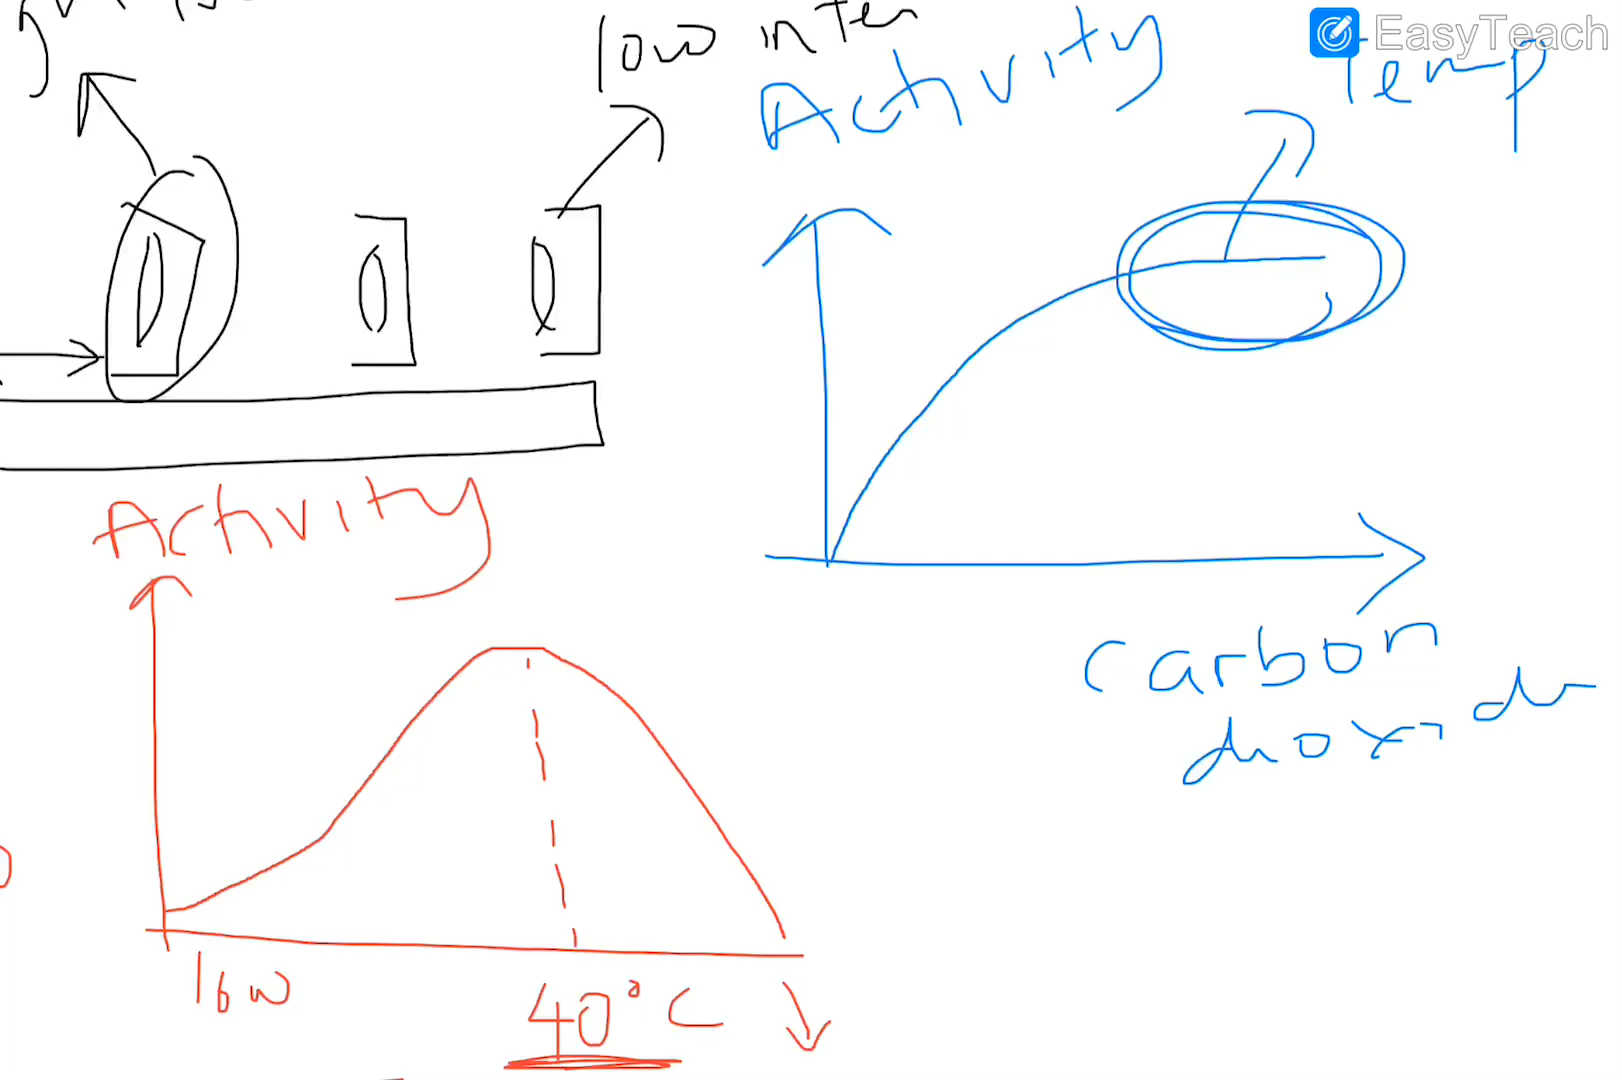 low inten
Activity
Temp
EasyTeach
carbon
dioxide
Activity
low
40°C